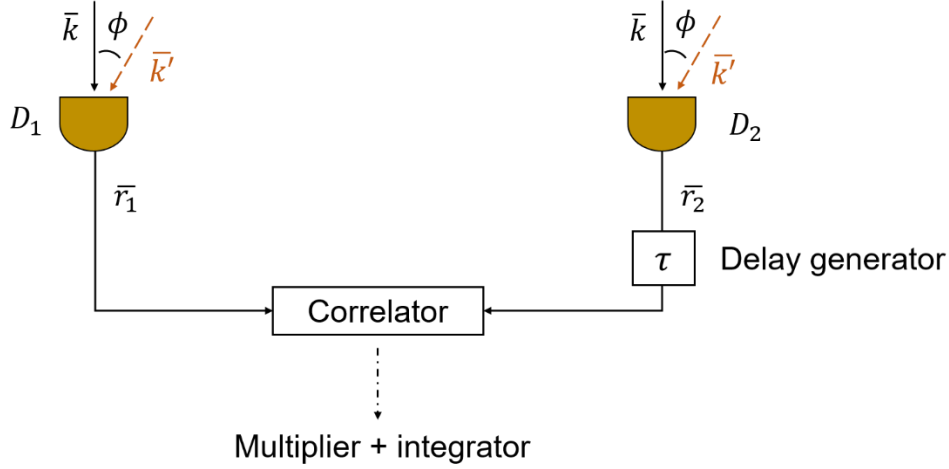 k̄ ϕ k̄′
D₁
r̄₁
k̄ ϕ k̄′
D₂
r̄₂
τ
Delay generator
Correlator
Multiplier + integrator